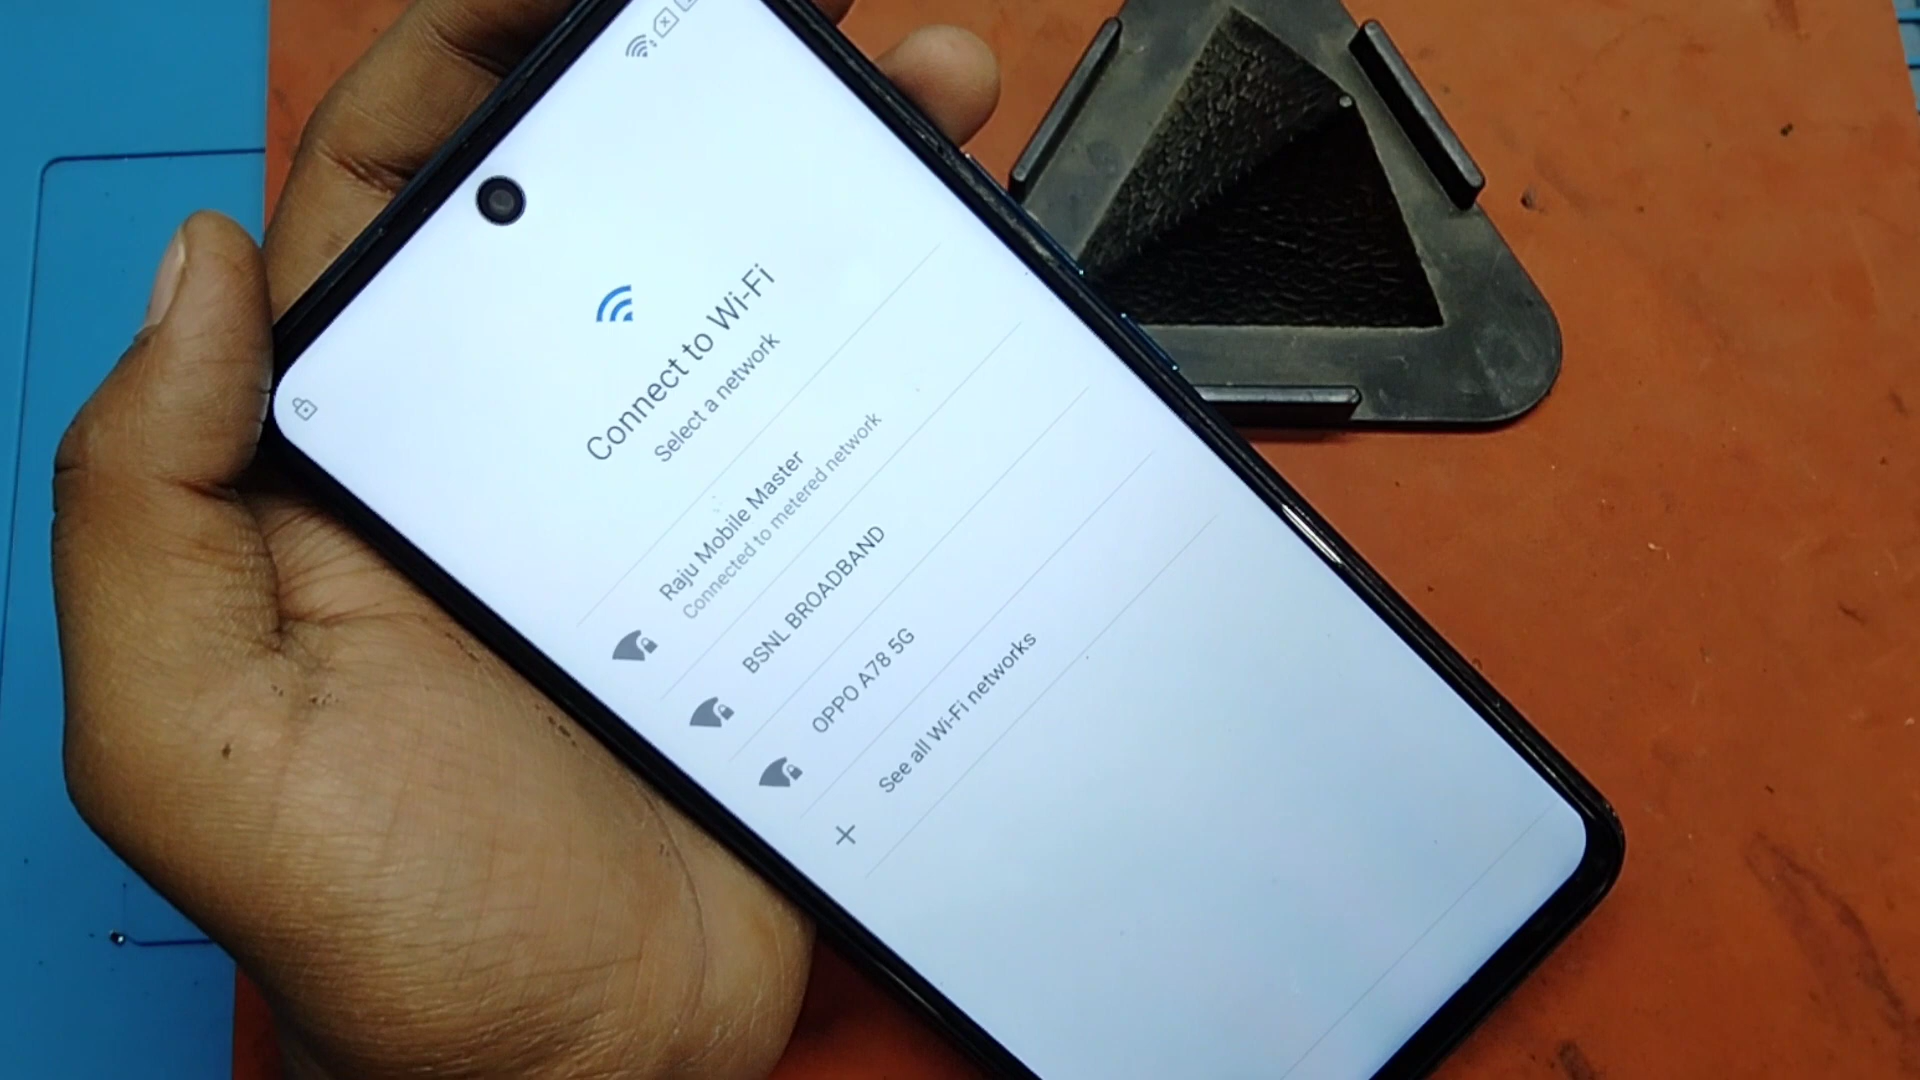 Connect to Wi-Fi
Select a network
Raju Mobile Master
Connected to metered network
BSNL BROADBAND
OPPO A78 5G
See all Wi-Fi networks